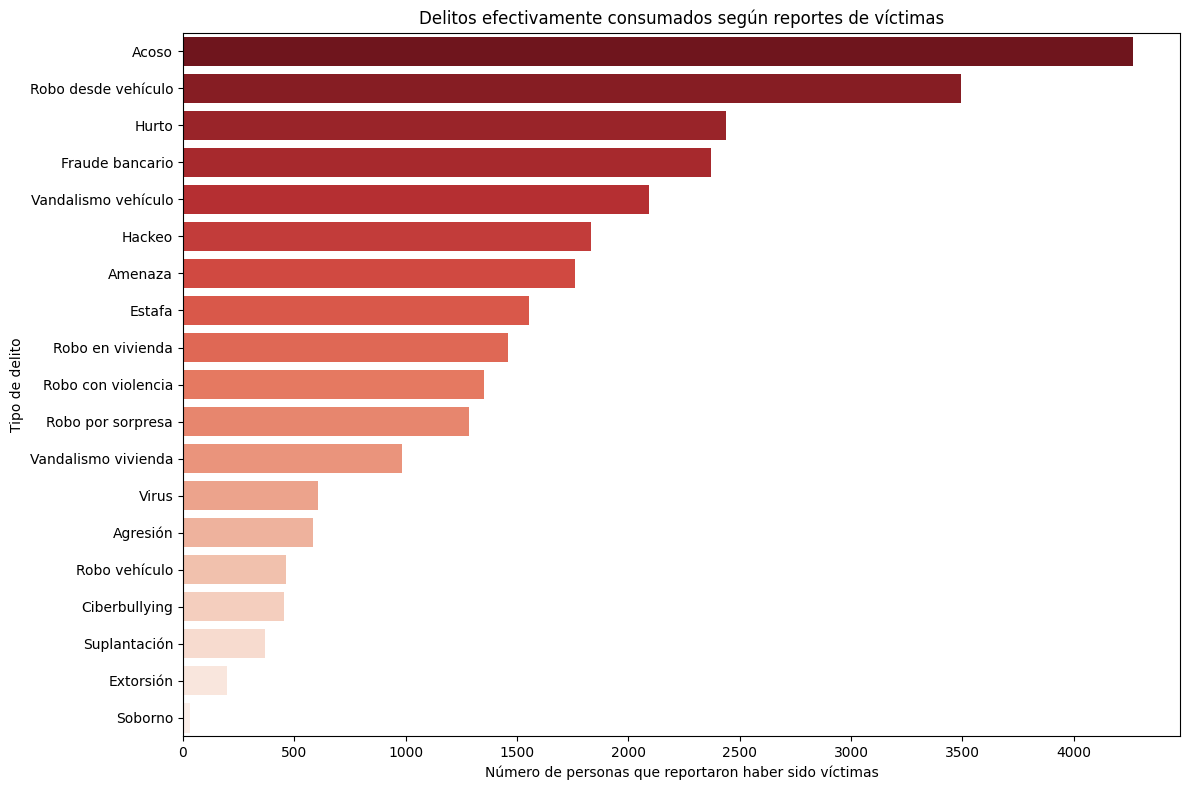 Delitos efectivamente consumados según reportes de víctimas
Tipo de delito
Acoso
Robo desde vehículo
Hurto
Fraude bancario
Vandalismo vehículo
Hackeo
Amenaza
Estafa
Robo en vivienda
Robo con violencia
Robo por sorpresa
Vandalismo vivienda
Virus
Agresión
Robo vehículo
Ciberbullying
Suplantación
Extorsión
Soborno
0 500 1000 1500 2000 2500 3000 3500 4000
Número de personas que reportaron haber sido víctimas